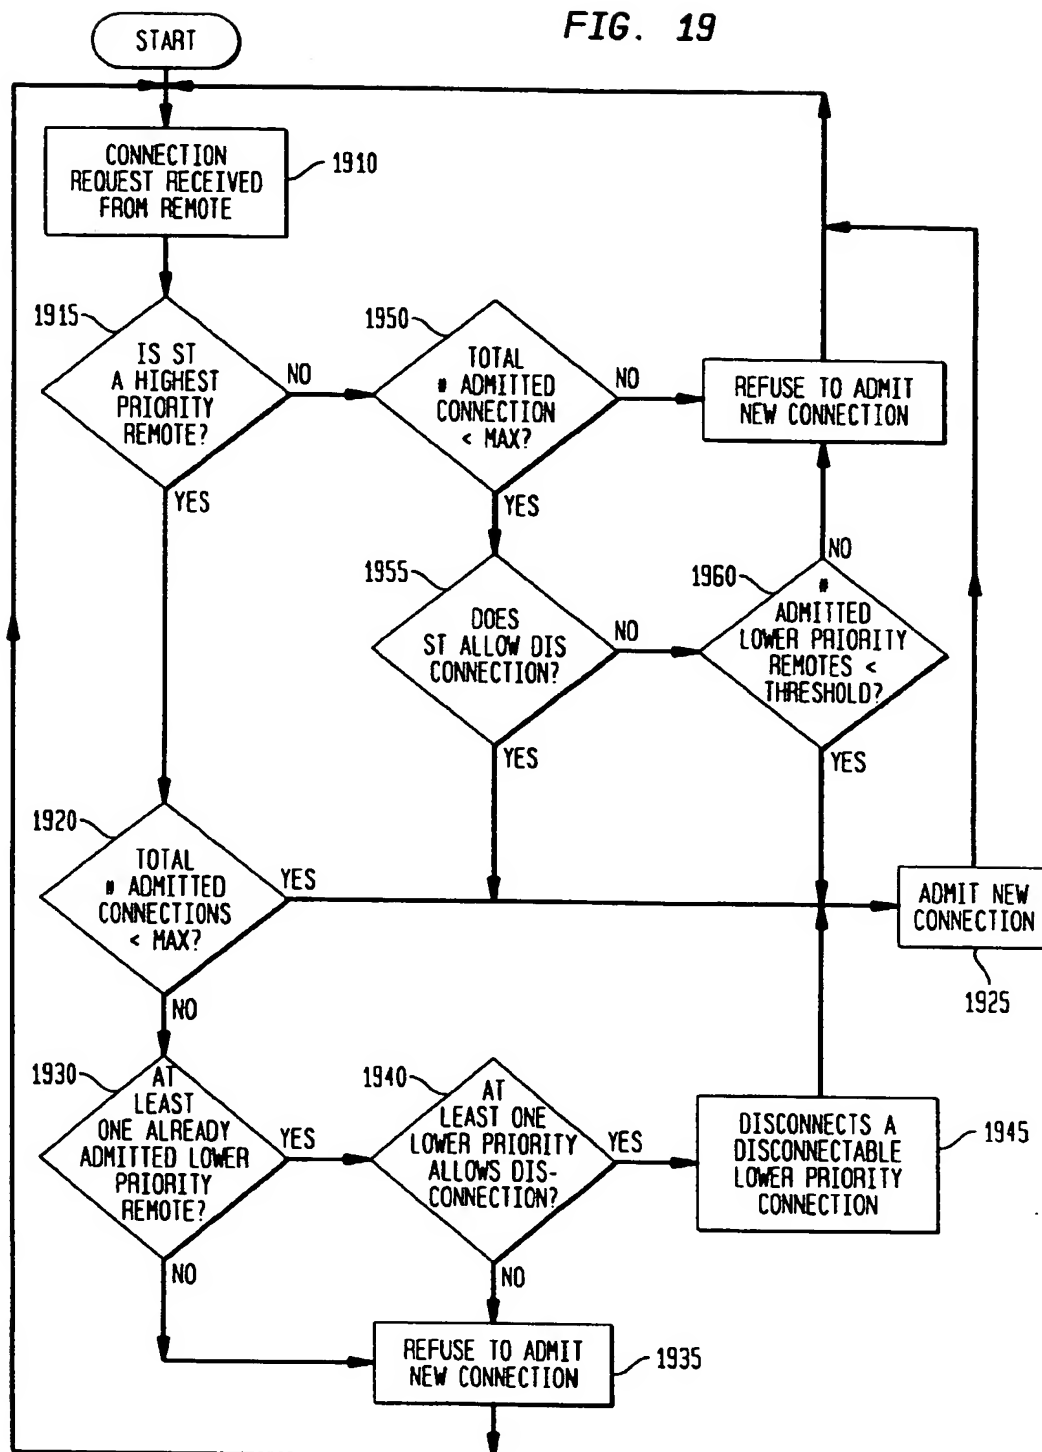 FIG. 19
START
CONNECTION
REQUEST RECEIVED
FROM REMOTE
1910
1915
IS ST
A HIGHEST
PRIORITY
REMOTE?
NO
YES
1950
TOTAL
# ADMITTED
CONNECTION
< MAX?
NO
YES
REFUSE TO ADMIT
NEW CONNECTION
1955
DOES
ST ALLOW DIS
CONNECTION?
NO
YES
1960
NO
#
ADMITTED
LOWER PRIORITY
REMOTES <
THRESHOLD?
YES
1920
TOTAL
# ADMITTED
CONNECTIONS
< MAX?
YES
NO
ADMIT NEW
CONNECTION
1925
1930
AT
LEAST
ONE ALREADY
ADMITTED LOWER
PRIORITY
REMOTE?
YES
NO
1940
AT
LEAST ONE
LOWER PRIORITY
ALLOWS DIS-
CONNECTION?
YES
NO
DISCONNECTS A
DISCONNECTABLE
LOWER PRIORITY
CONNECTION
1945
REFUSE TO ADMIT
NEW CONNECTION
1935